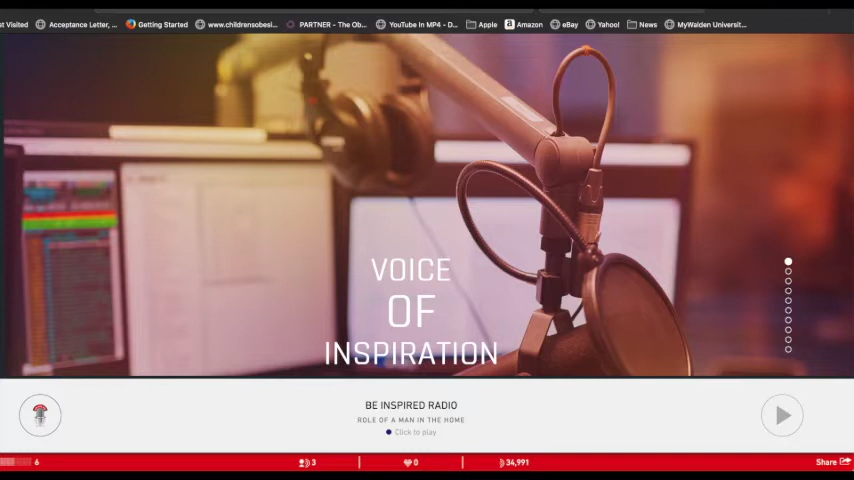 st Visited Acceptance Letter, ... Getting Started www.childrensobesi... PARTNER - The Ob... YouTube In MP4 - D... Apple Amazon eBay Yahoo! News MyWalden Universit...
VOICE
OF
INSPIRATION
BE INSPIRED RADIO
ROLE OF A MAN IN THE HOME
Click to play
6 3 0 34,991 Share